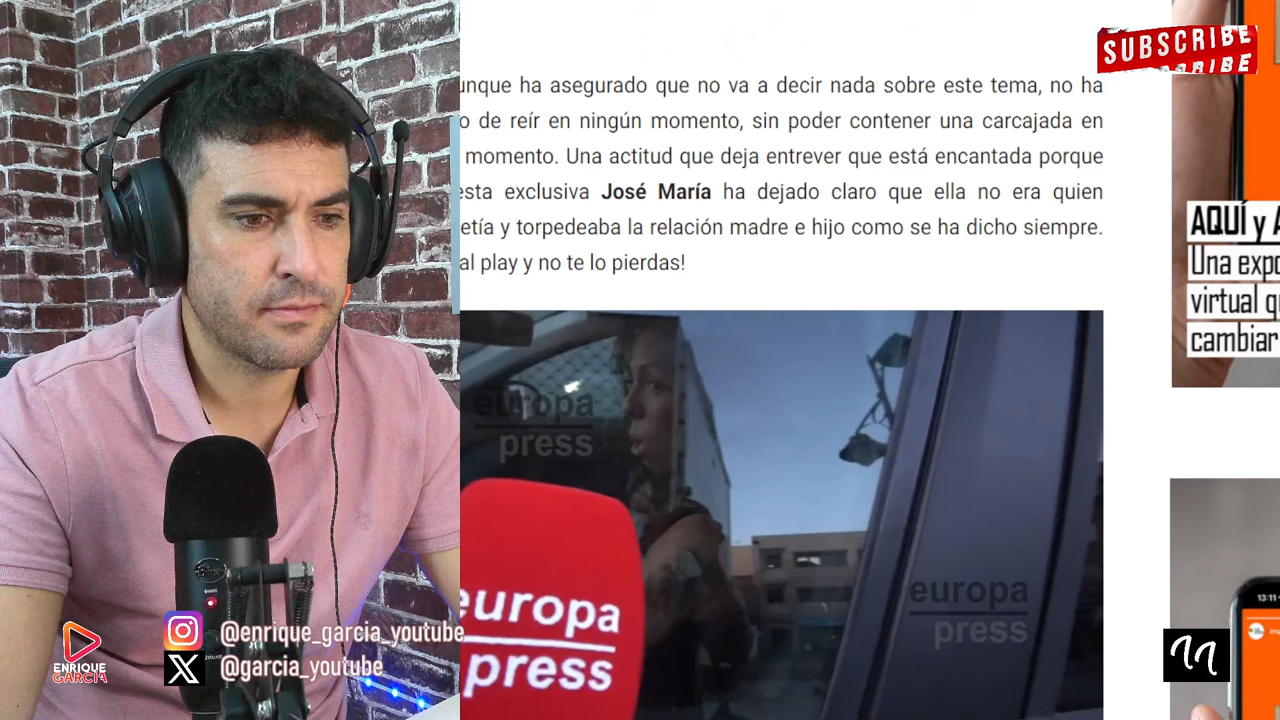 SUBSCRIBE
unque ha asegurado que no va a decir nada sobre este tema, no ha
o de reír en ningún momento, sin poder contener una carcajada en
momento. Una actitud que deja entrever que está encantada porque
esta exclusiva José María ha dejado claro que ella no era quien
etía y torpedeaba la relación madre e hijo como se ha dicho siempre.
al play y no te lo pierdas!
AQUÍ y A
Una expo
virtual q
cambiar
europa
press
europa
press
europa
press
13:11
@enrique_garcia_youtube
@garcia_youtube
ENRIQUE
GARCIA